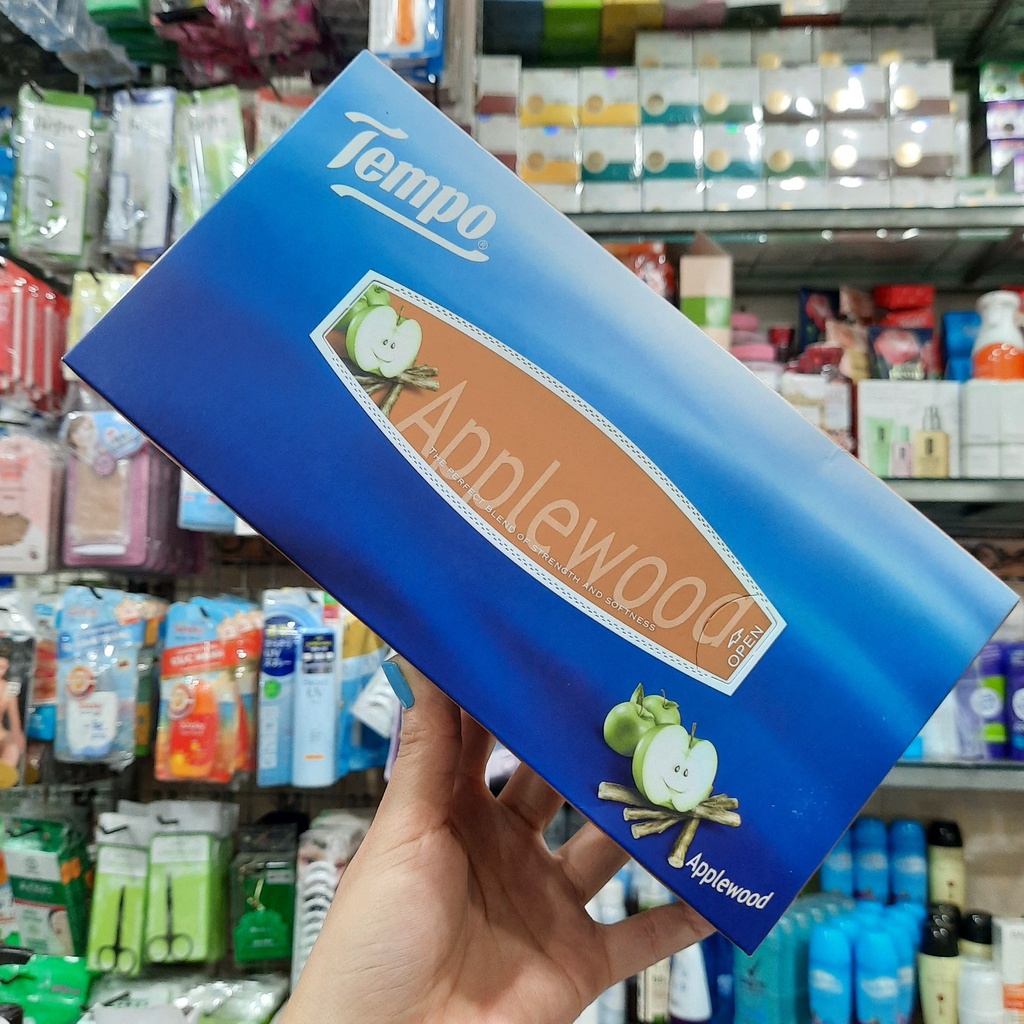 Tempo®
Applewood
THE PERFECT BLEND OF STRENGTH AND SOFTNESS
OPEN
Applewood